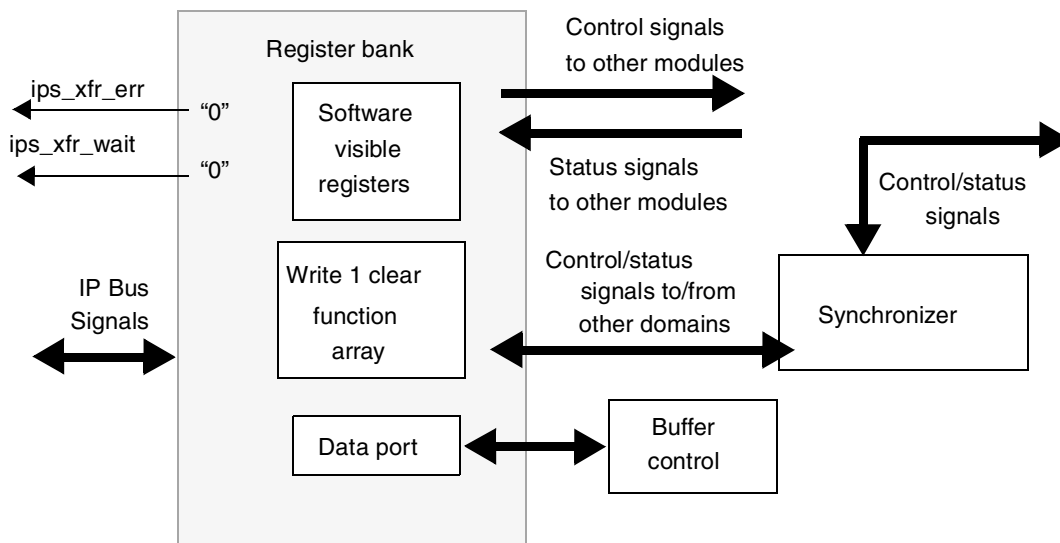 Register bank
ips_xfr_err
“0”
ips_xfr_wait
“0”
Software
visible
registers
Control signals
to other modules
Status signals
to other modules
Control/status
signals
IP Bus
Signals
Write 1 clear
function
array
Control/status
signals to/from
other domains
Synchronizer
Data port
Buffer
control